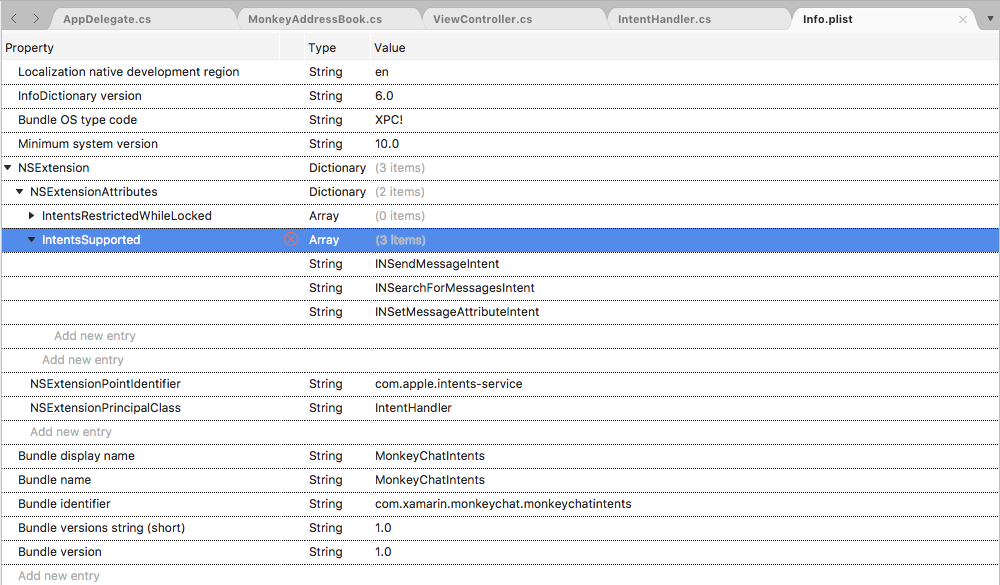 AppDelegate.cs MonkeyAddressBook.cs ViewController.cs IntentHandler.cs Info.plist
Property Type Value
Localization native development region String en
InfoDictionary version String 6.0
Bundle OS type code String XPC!
Minimum system version String 10.0
NSExtension Dictionary (3 items)
NSExtensionAttributes Dictionary (2 items)
IntentsRestrictedWhileLocked Array (0 items)
IntentsSupported Array (3 items)
String INSendMessageIntent
String INSearchForMessagesIntent
String INSetMessageAttributeIntent
Add new entry
Add new entry
NSExtensionPointIdentifier String com.apple.intents-service
NSExtensionPrincipalClass String IntentHandler
Add new entry
Bundle display name String MonkeyChatIntents
Bundle name String MonkeyChatIntents
Bundle identifier String com.xamarin.monkeychat.monkeychatintents
Bundle versions string (short) String 1.0
Bundle version String 1.0
Add new entry